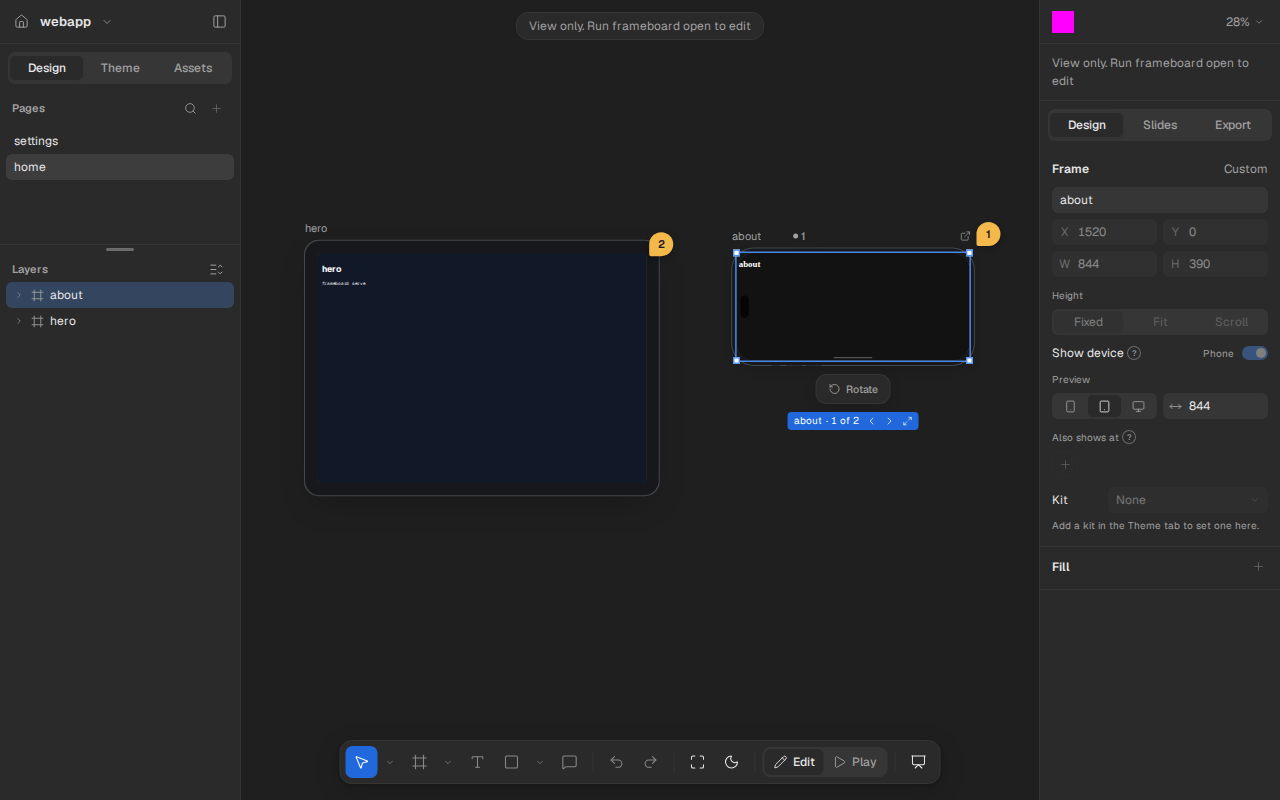 webapp
View only. Run frameboard open to edit
28%
Design
Theme
Assets
View only. Run frameboard open to
edit
Pages
Design
Slides
Export
settings
home
Frame
Custom
about
X 1520
Y 0
W 844
H 390
hero
2
about
1
1
hero
frameboard serve
about
Layers
about
hero
Height
Fixed
Fit
Scroll
Show device ?
Phone
Preview
844
Rotate
about · 1 of 2
Also shows at ?
Kit
None
Add a kit in the Theme tab to set one here.
Fill
Edit
Play